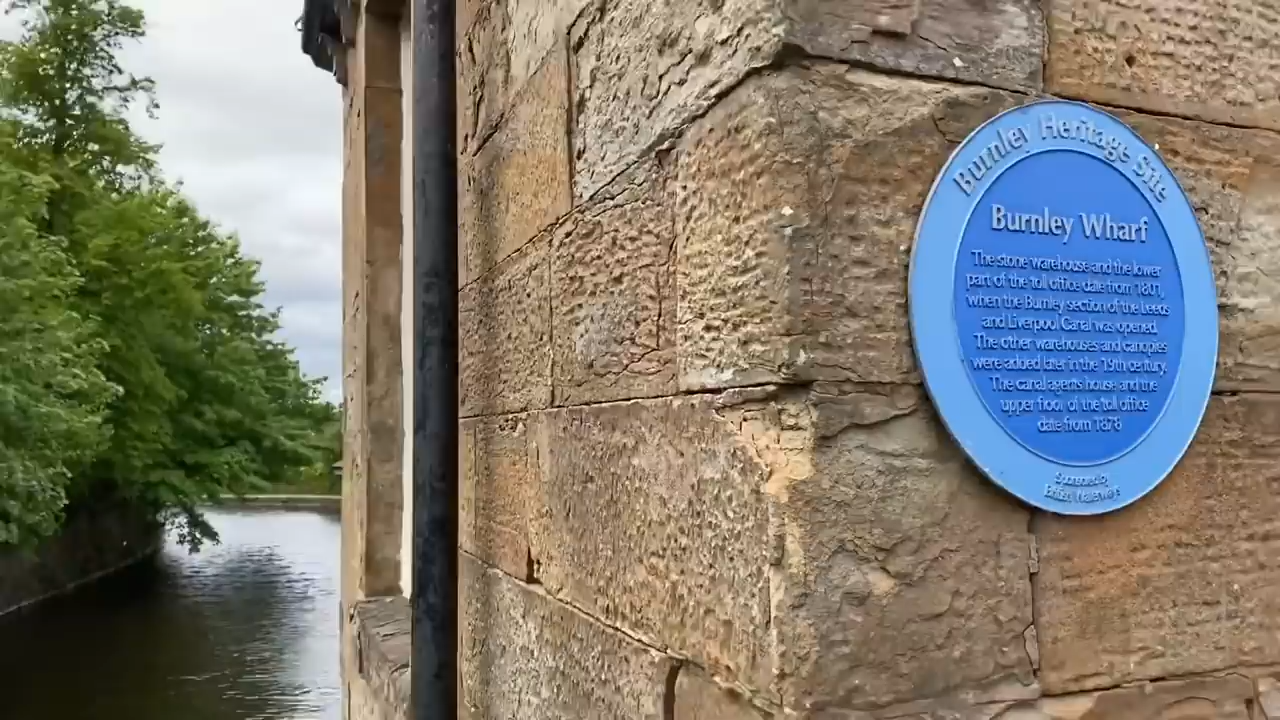 Burnley Heritage Site
Burnley Wharf
The stone warehouse and the lower
part of the toll office date from 1801,
when the Burnley section of the Leeds
and Liverpool Canal was opened.
The other warehouses and canopies
were added later in the 19th century.
The canal agents house and the
upper floor of the toll office
date from 1878
Sponsored by
British Waterways